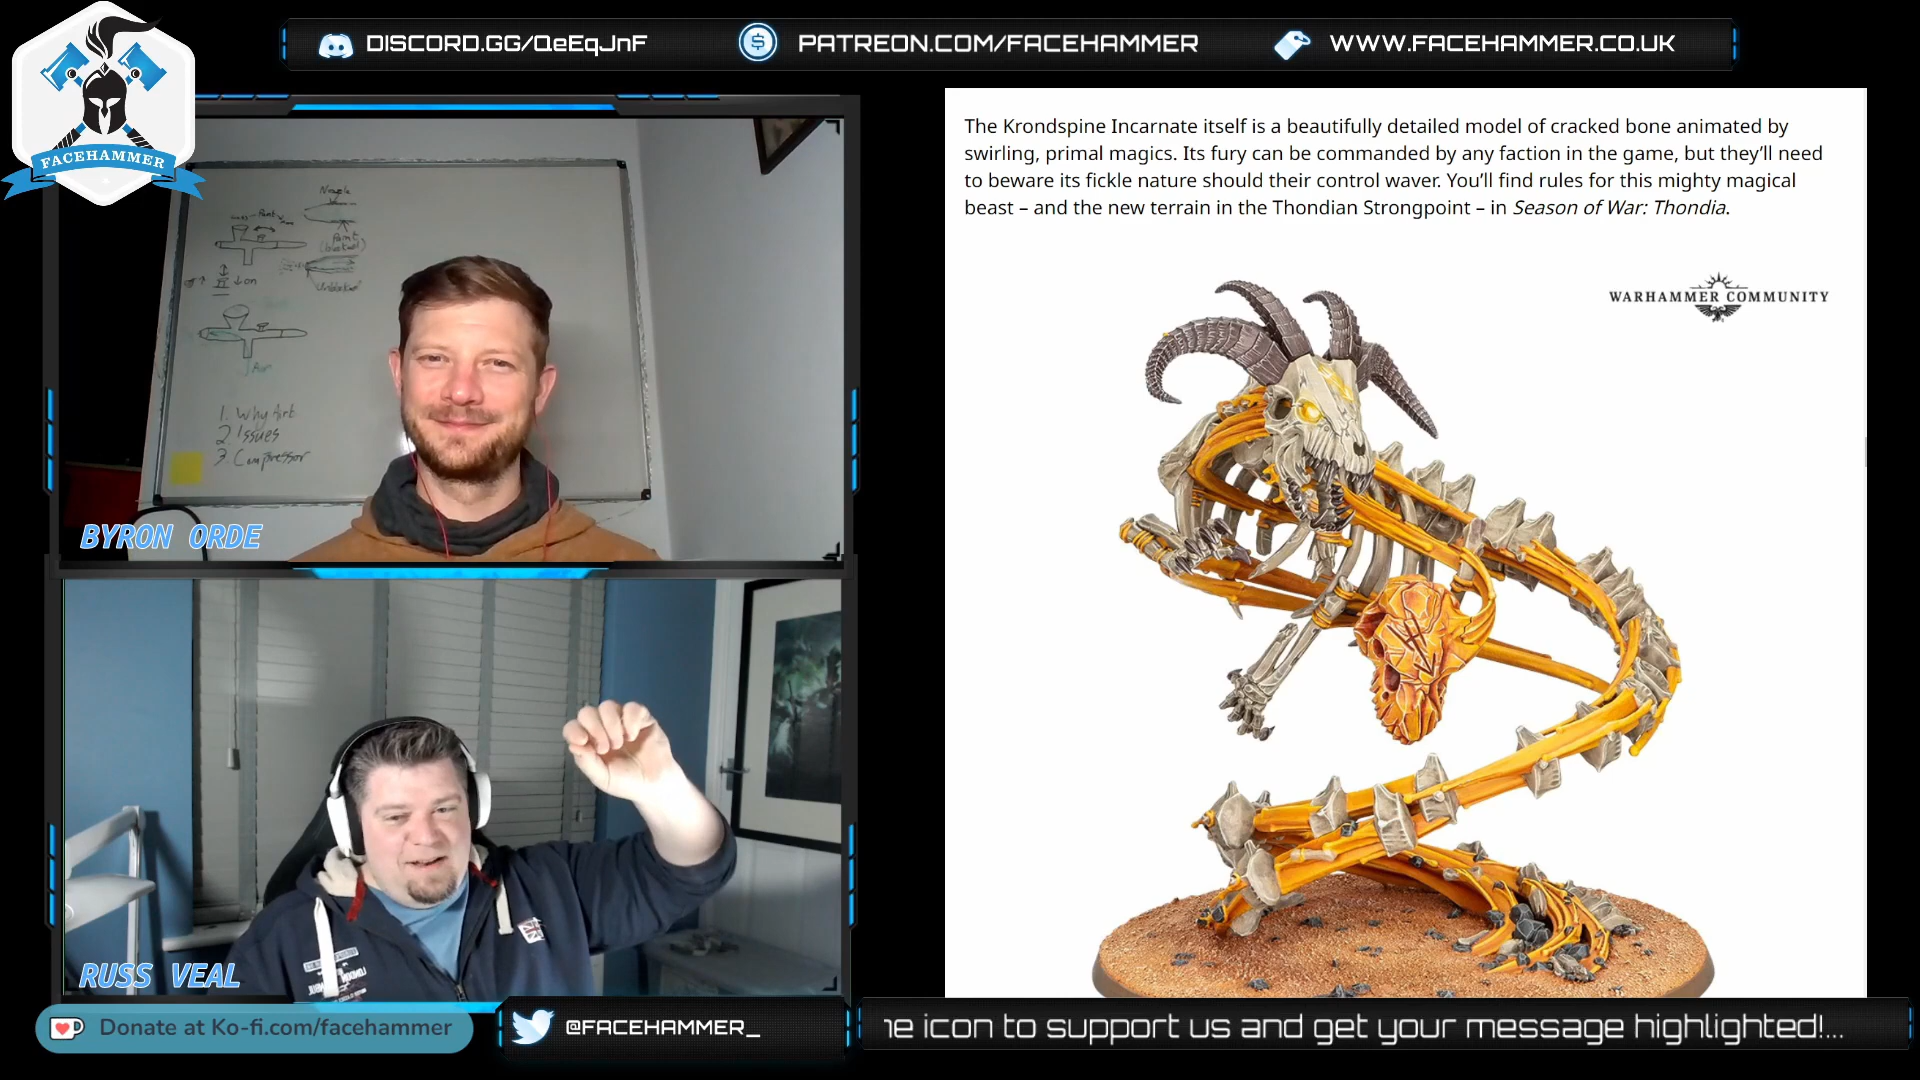 DISCORD.GG/QeEqJnF
PATREON.COM/FACEHAMMER
WWW.FACEHAMMER.CO.UK
FACEHAMMER
The Krondspine Incarnate itself is a beautifully detailed model of cracked bone animated by
swirling, primal magics. Its fury can be commanded by any faction in the game, but they’ll need
to beware its fickle nature should their control waver. You’ll find rules for this mighty magical
beast – and the new terrain in the Thondian Strongpoint – in Season of War: Thondia.
WARHAMMER COMMUNITY
Paint
on
Air
1. Why
2. Issues
3. Compressor
BYRON ORDE
RUSS VEAL
Donate at Ko-fi.com/facehammer
@FACEHAMMER_
icon to support us and get your message highlighted!...